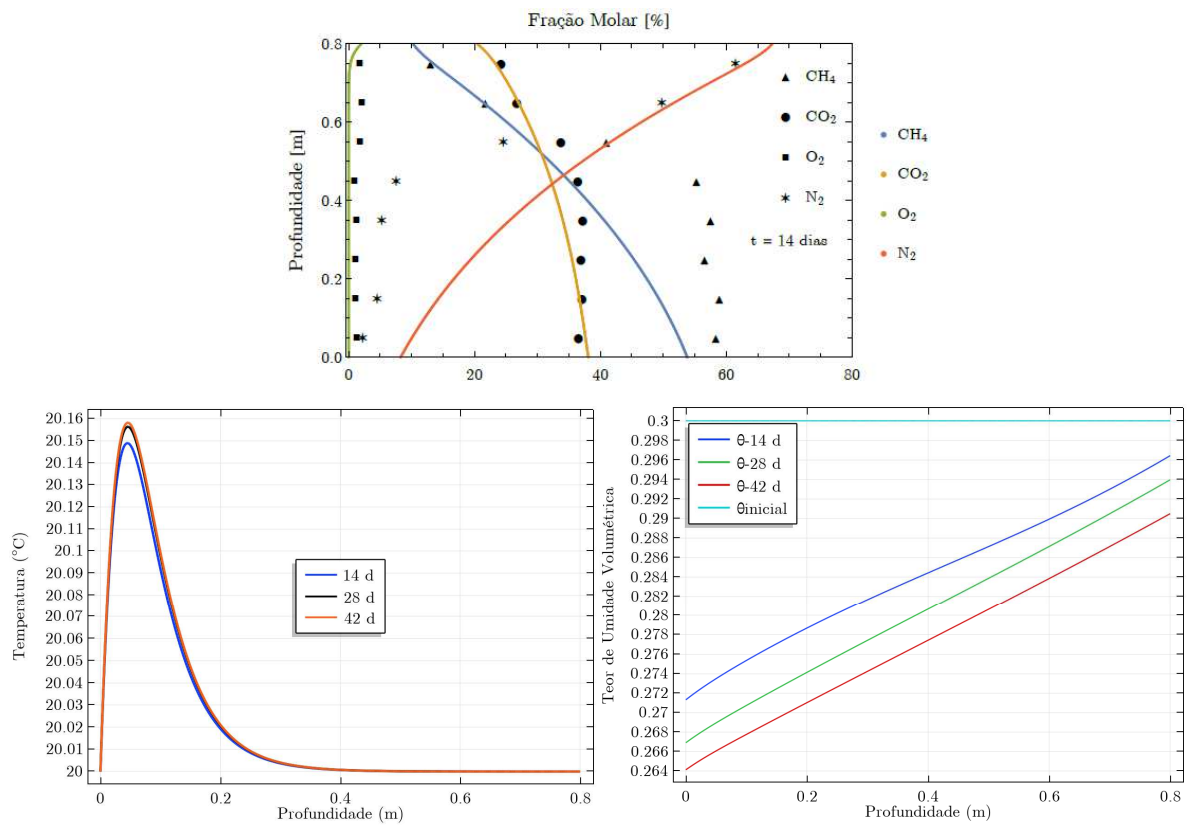 Fração Molar [%]
0.8
0.6
0.4
0.2
0.0
Profundidade [m]
0 20 40 60 80
CH₄
CO₂
O₂
N₂
t = 14 dias
CH₄
CO₂
O₂
N₂
20.16
20.15
20.14
20.13
20.12
20.11
20.1
20.09
20.08
20.07
20.06
20.05
20.04
20.03
20.02
20.01
20
Temperatura (°C)
14 d
28 d
42 d
0 0.2 0.4 0.6 0.8
Profundidade (m)
0.3
0.298
0.296
0.294
0.292
0.29
0.288
0.286
0.284
0.282
0.28
0.278
0.276
0.274
0.272
0.27
0.268
0.266
0.264
Teor de Umidade Volumétrica
θ-14 d
θ-28 d
θ-42 d
θinicial
0 0.2 0.4 0.6 0.8
Profundidade (m)